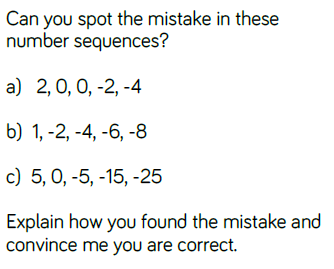 Can you spot the mistake in these
number sequences?
a) 2, 0, 0, -2, -4
b) 1, -2, -4, -6, -8
c) 5, 0, -5, -15, -25
Explain how you found the mistake and
convince me you are correct.